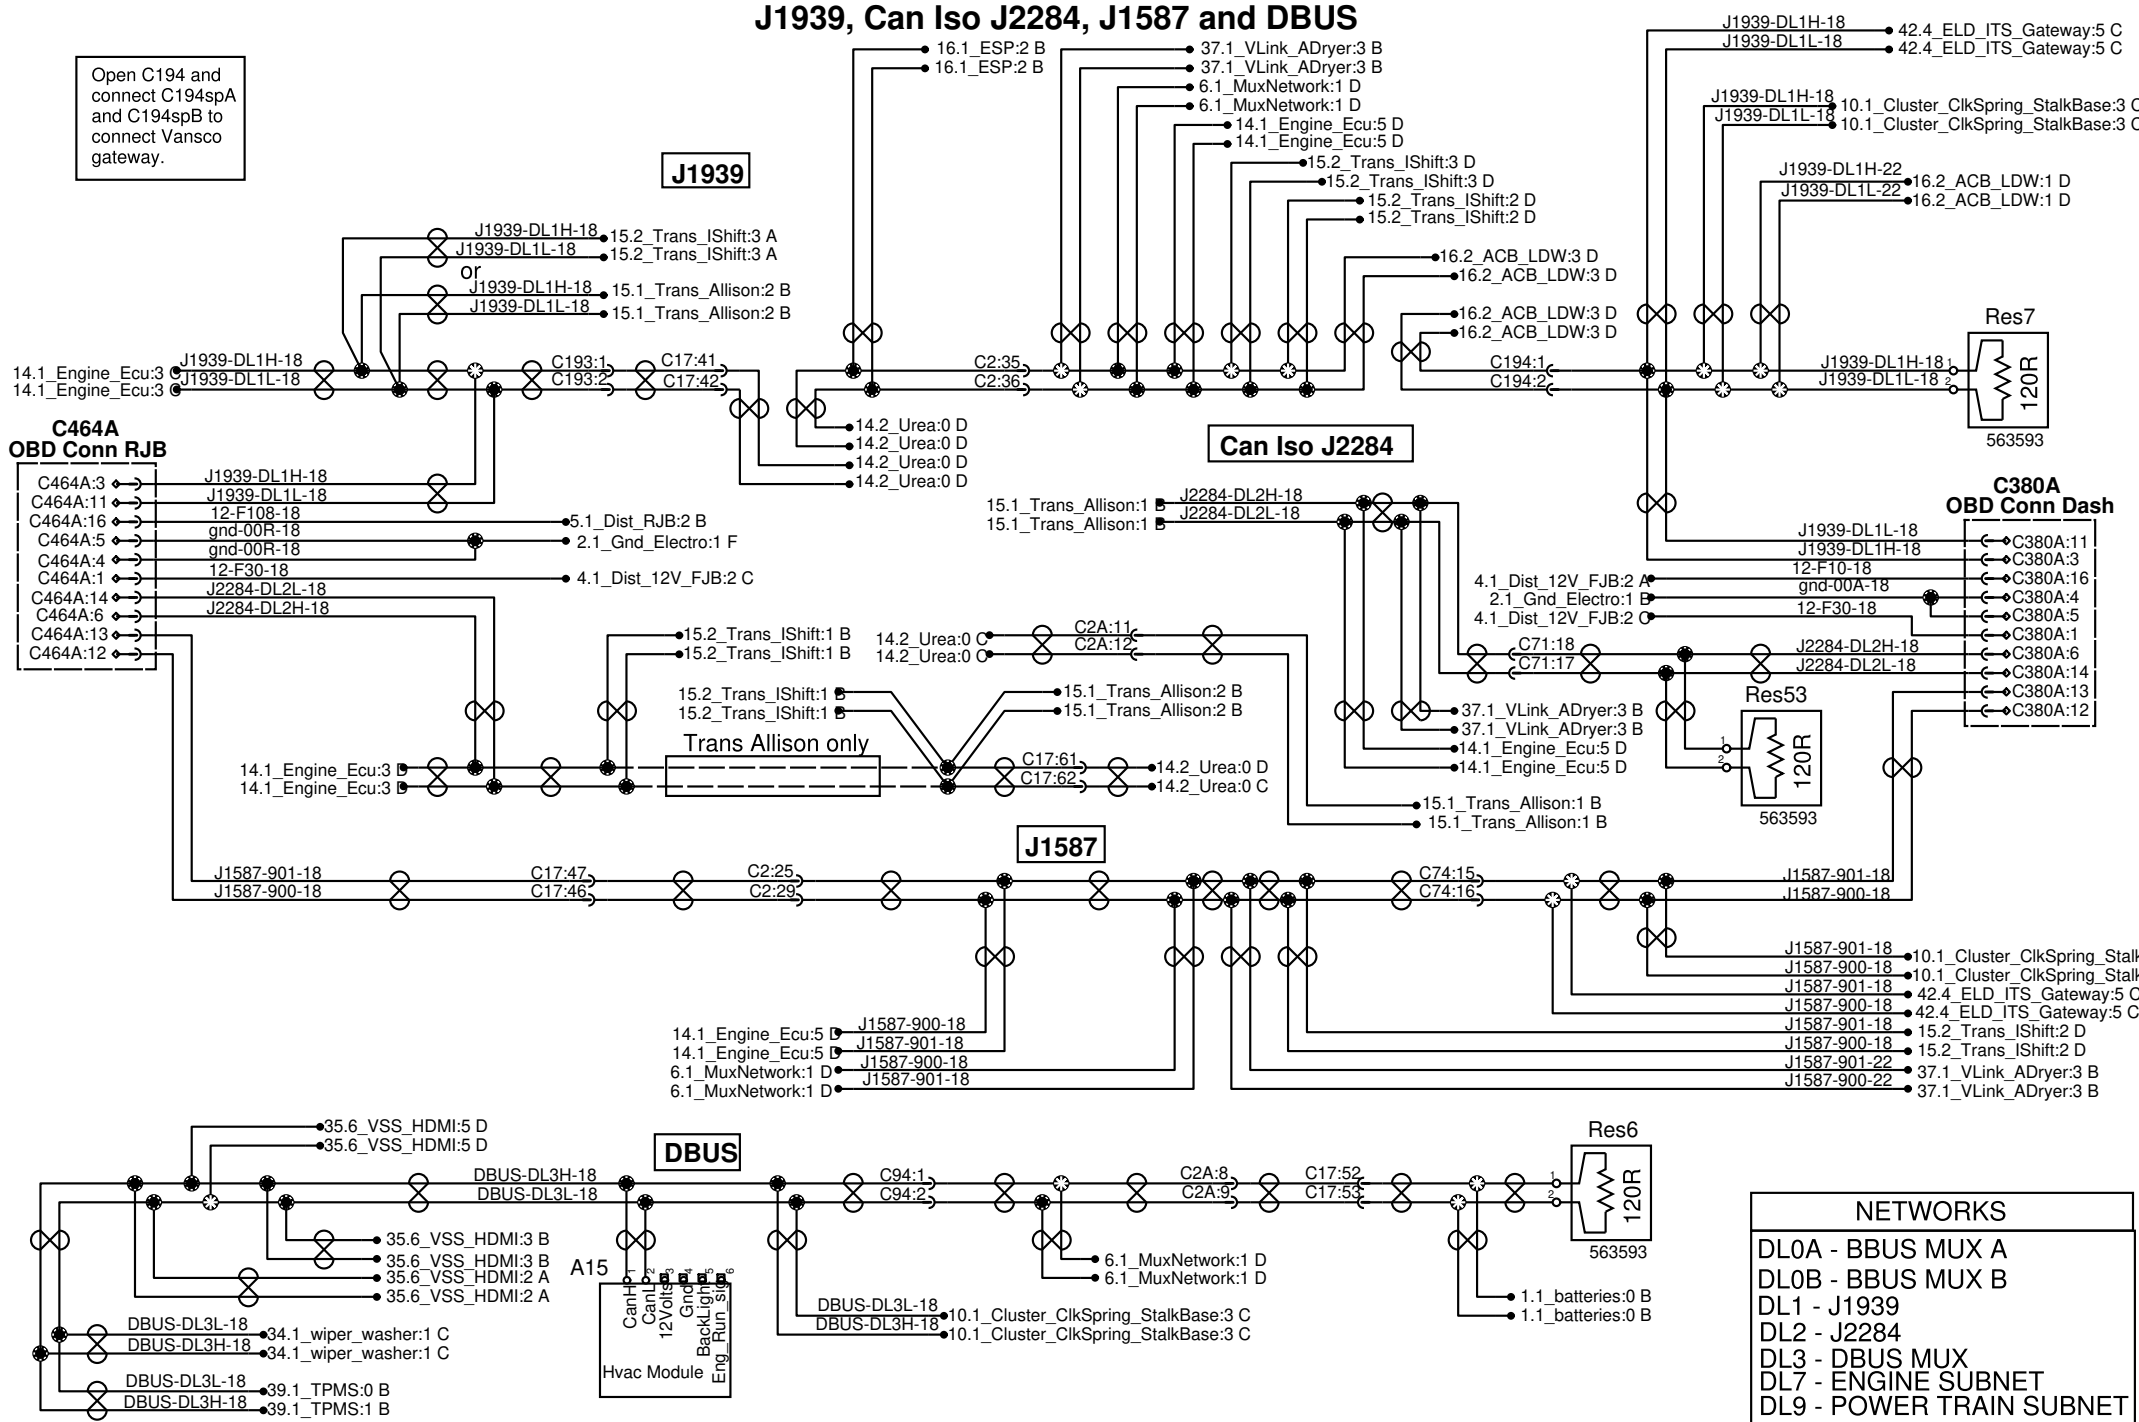 J1939, Can Iso J2284, J1587 and DBUS
Open C194 and
connect C194spA
and C194spB to
connect Vansco
gateway.
J1939
16.1_ESP:2 B
16.1_ESP:2 B
37.1_VLink_ADryer:3 B
37.1_VLink_ADryer:3 B
6.1_MuxNetwork:1 D
6.1_MuxNetwork:1 D
14.1_Engine_Ecu:5 D
14.1_Engine_Ecu:5 D
15.2_Trans_IShift:3 D
15.2_Trans_IShift:3 D
15.2_Trans_IShift:2 D
15.2_Trans_IShift:2 D
16.2_ACB_LDW:3 D
16.2_ACB_LDW:3 D
16.2_ACB_LDW:3 D
16.2_ACB_LDW:3 D
J1939-DL1H-18 42.4_ELD_ITS_Gateway:5 C
J1939-DL1L-18 42.4_ELD_ITS_Gateway:5 C
J1939-DL1H-18 10.1_Cluster_ClkSpring_StalkBase:3 C
J1939-DL1L-18 10.1_Cluster_ClkSpring_StalkBase:3 C
J1939-DL1H-22 16.2_ACB_LDW:1 D
J1939-DL1L-22 16.2_ACB_LDW:1 D
J1939-DL1H-18 15.2_Trans_IShift:3 A
J1939-DL1L-18 15.2_Trans_IShift:3 A
or
J1939-DL1H-18 15.1_Trans_Allison:2 B
J1939-DL1L-18 15.1_Trans_Allison:2 B
14.1_Engine_Ecu:3 C J1939-DL1H-18 C193:1 C17:41 C2:35 C194:1 J1939-DL1H-18 1
14.1_Engine_Ecu:3 C J1939-DL1L-18 C193:2 C17:42 C2:36 C194:2 J1939-DL1L-18 2
Res7
120R
563593
14.2_Urea:0 D
14.2_Urea:0 D
14.2_Urea:0 D
14.2_Urea:0 D
C464A
OBD Conn RJB
C464A:3 J1939-DL1H-18
C464A:11 J1939-DL1L-18
C464A:16 12-F108-18 5.1_Dist_RJB:2 B
C464A:5 gnd-00R-18 2.1_Gnd_Electro:1 F
C464A:4 gnd-00R-18
C464A:1 12-F30-18 4.1_Dist_12V_FJB:2 C
C464A:14 J2284-DL2L-18
C464A:6 J2284-DL2H-18
C464A:13
C464A:12
Can Iso J2284
15.1_Trans_Allison:1 B J2284-DL2H-18
15.1_Trans_Allison:1 B J2284-DL2L-18
C380A
OBD Conn Dash
J1939-DL1L-18 C380A:11
J1939-DL1H-18 C380A:3
4.1_Dist_12V_FJB:2 A 12-F10-18 C380A:16
2.1_Gnd_Electro:1 B gnd-00A-18 C380A:4
4.1_Dist_12V_FJB:2 C 12-F30-18 C380A:5
C380A:1
C71:18 J2284-DL2H-18 C380A:6
C71:17 J2284-DL2L-18 C380A:14
C380A:13
C380A:12
15.2_Trans_IShift:1 B
15.2_Trans_IShift:1 B
14.2_Urea:0 C C2A:11
14.2_Urea:0 C C2A:12
15.2_Trans_IShift:1 B
15.2_Trans_IShift:1 B
15.1_Trans_Allison:2 B
15.1_Trans_Allison:2 B
37.1_VLink_ADryer:3 B
37.1_VLink_ADryer:3 B
14.1_Engine_Ecu:5 D
14.1_Engine_Ecu:5 D
Res53
1
2
120R
563593
Trans Allison only
14.1_Engine_Ecu:3 D C17:61 14.2_Urea:0 D
14.1_Engine_Ecu:3 D C17:62 14.2_Urea:0 C
15.1_Trans_Allison:1 B
15.1_Trans_Allison:1 B
J1587
J1587-901-18 C17:47 C2:25 C74:15 J1587-901-18
J1587-900-18 C17:46 C2:29 C74:16 J1587-900-18
J1587-901-18 10.1_Cluster_ClkSpring_Stalk
J1587-900-18 10.1_Cluster_ClkSpring_Stalk
J1587-901-18 42.4_ELD_ITS_Gateway:5 C
J1587-900-18 42.4_ELD_ITS_Gateway:5 C
J1587-901-18 15.2_Trans_IShift:2 D
J1587-900-18 15.2_Trans_IShift:2 D
J1587-901-22 37.1_VLink_ADryer:3 B
J1587-900-22 37.1_VLink_ADryer:3 B
14.1_Engine_Ecu:5 D J1587-900-18
14.1_Engine_Ecu:5 D J1587-901-18
6.1_MuxNetwork:1 D J1587-900-18
6.1_MuxNetwork:1 D J1587-901-18
DBUS
35.6_VSS_HDMI:5 D
35.6_VSS_HDMI:5 D
DBUS-DL3H-18 C94:1 C2A:8 C17:52 1
DBUS-DL3L-18 C94:2 C2A:9 C17:53 2
Res6
120R
563593
35.6_VSS_HDMI:3 B
35.6_VSS_HDMI:3 B
35.6_VSS_HDMI:2 A
35.6_VSS_HDMI:2 A
DBUS-DL3L-18 34.1_wiper_washer:1 C
DBUS-DL3H-18 34.1_wiper_washer:1 C
DBUS-DL3L-18 39.1_TPMS:0 B
DBUS-DL3H-18 39.1_TPMS:1 B
A15
1 2 3 4 5 6
CanH
CanL
12Volts
Gnd
BackLight
Eng_Run_sig
Hvac Module
DBUS-DL3L-18 10.1_Cluster_ClkSpring_StalkBase:3 C
DBUS-DL3H-18 10.1_Cluster_ClkSpring_StalkBase:3 C
6.1_MuxNetwork:1 D
6.1_MuxNetwork:1 D
1.1_batteries:0 B
1.1_batteries:0 B
NETWORKS
DL0A - BBUS MUX A
DL0B - BBUS MUX B
DL1 - J1939
DL2 - J2284
DL3 - DBUS MUX
DL7 - ENGINE SUBNET
DL9 - POWER TRAIN SUBNET